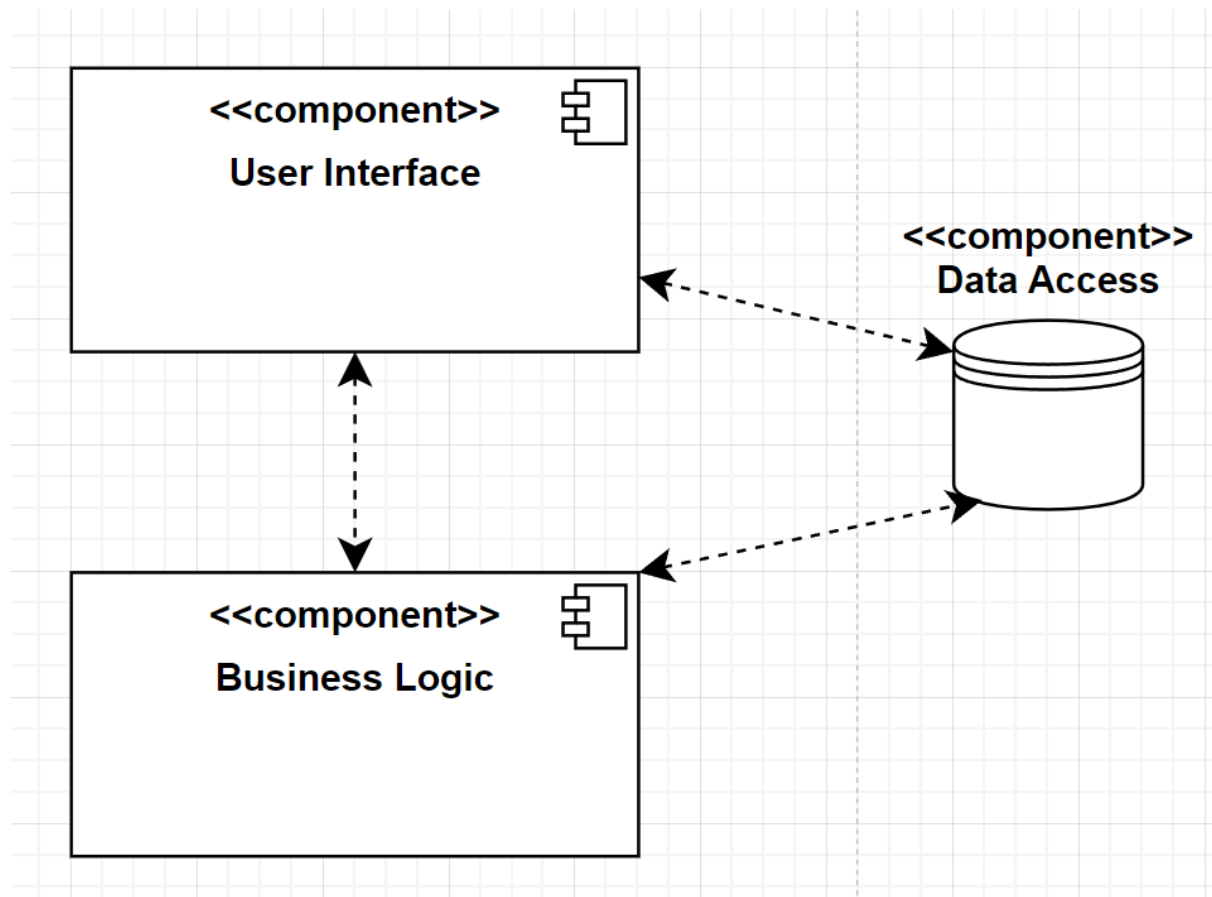 <<component>>
User Interface
<<component>>
Data Access
<<component>>
Business Logic